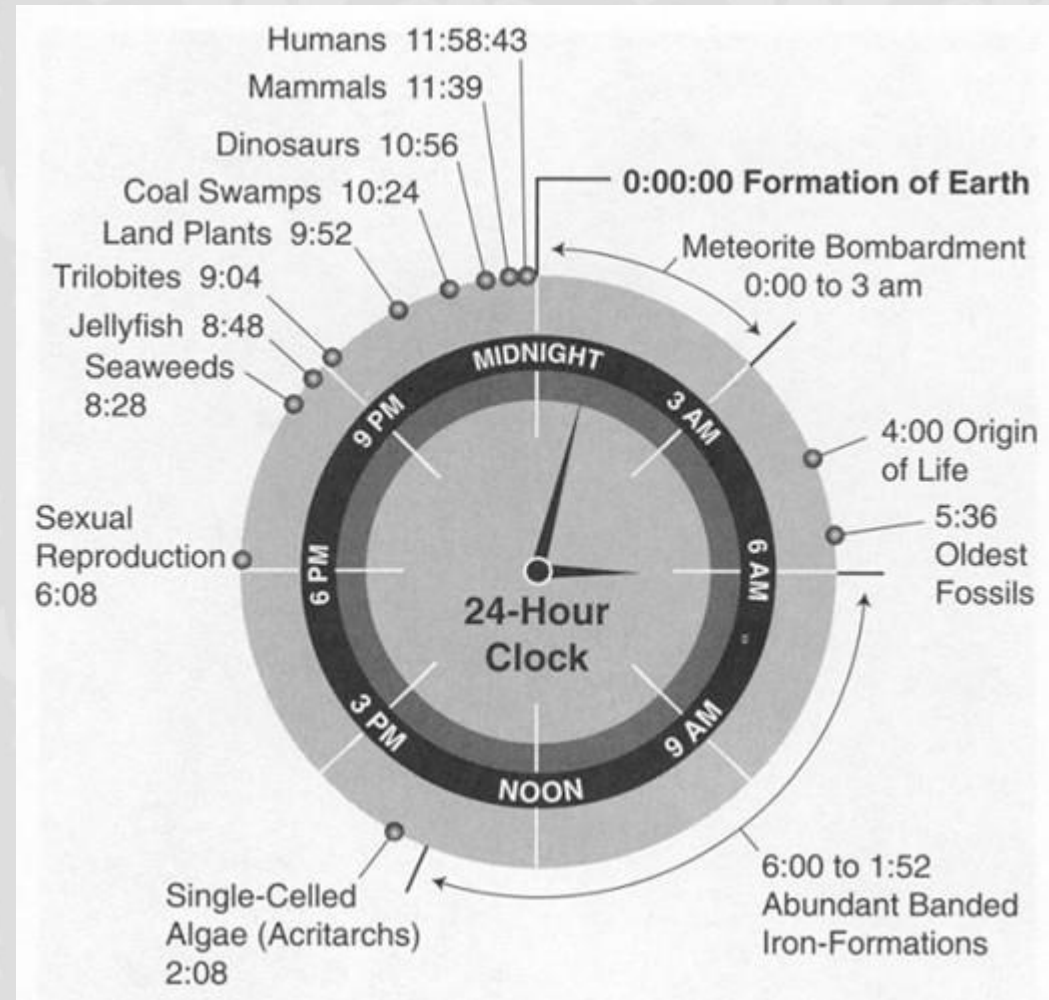 Humans 11:58:43
Mammals 11:39
Dinosaurs 10:56
Coal Swamps 10:24
Land Plants 9:52
Trilobites 9:04
Jellyfish 8:48
Seaweeds
8:28
Sexual
Reproduction
6:08
Single-Celled
Algae (Acritarchs)
2:08
0:00:00 Formation of Earth
Meteorite Bombardment
0:00 to 3 am
4:00 Origin
of Life
5:36
Oldest
Fossils
6:00 to 1:52
Abundant Banded
Iron-Formations
MIDNIGHT
3 AM
6 AM
9 AM
NOON
3 PM
6 PM
9 PM
24-Hour
Clock